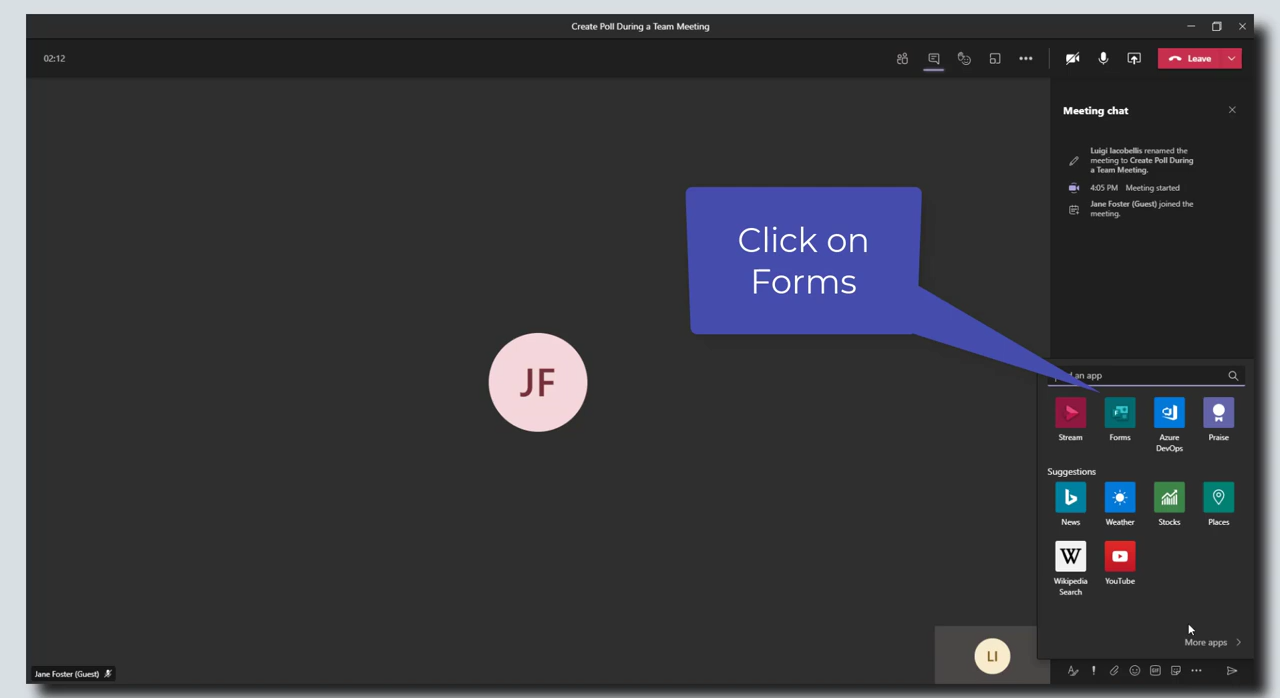 Create Poll During a Team Meeting
02:12
Leave
Meeting chat
Luigi Iacobellis renamed the
meeting to Create Poll During
a Team Meeting.
4:05 PM Meeting started
Jane Foster (Guest) joined the
meeting.
Click on
Forms
JF
an app
Stream
Forms
Azure
DevOps
Praise
Suggestions
News
Weather
Stocks
Places
W
Wikipedia
Search
YouTube
More apps
LI
Jane Foster (Guest)
GIF